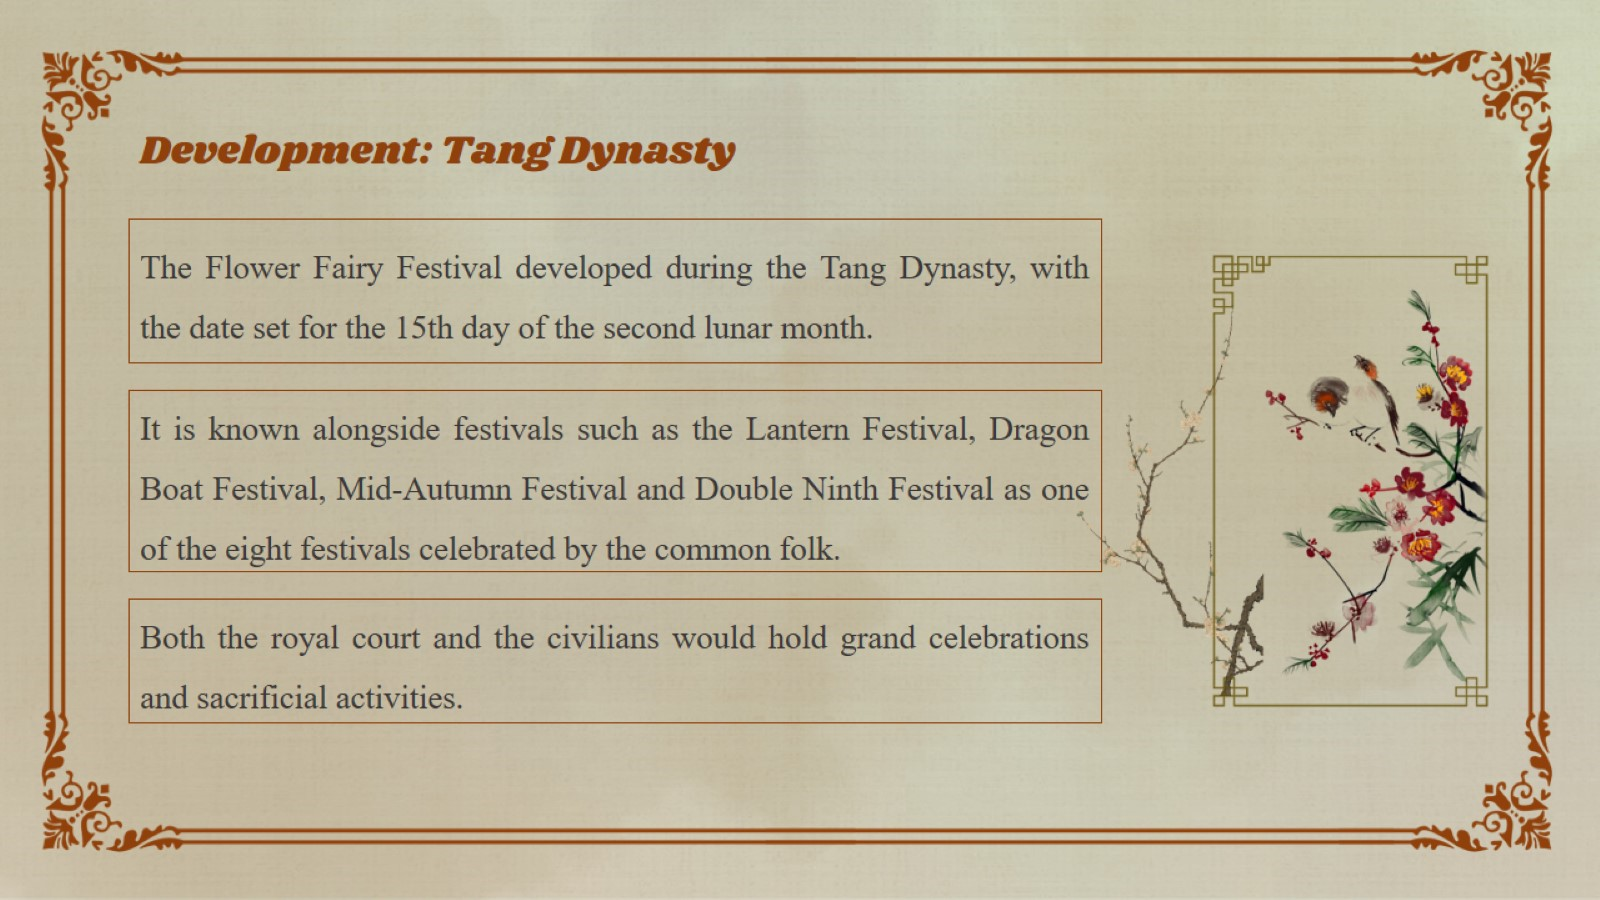 Development: Tang Dynasty
The Flower Fairy Festival developed during the Tang Dynasty, with
the date set for the 15th day of the second lunar month.
It is known alongside festivals such as the Lantern Festival, Dragon
Boat Festival, Mid-Autumn Festival and Double Ninth Festival as one
of the eight festivals celebrated by the common folk.
Both the royal court and the civilians would hold grand celebrations
and sacrificial activities.